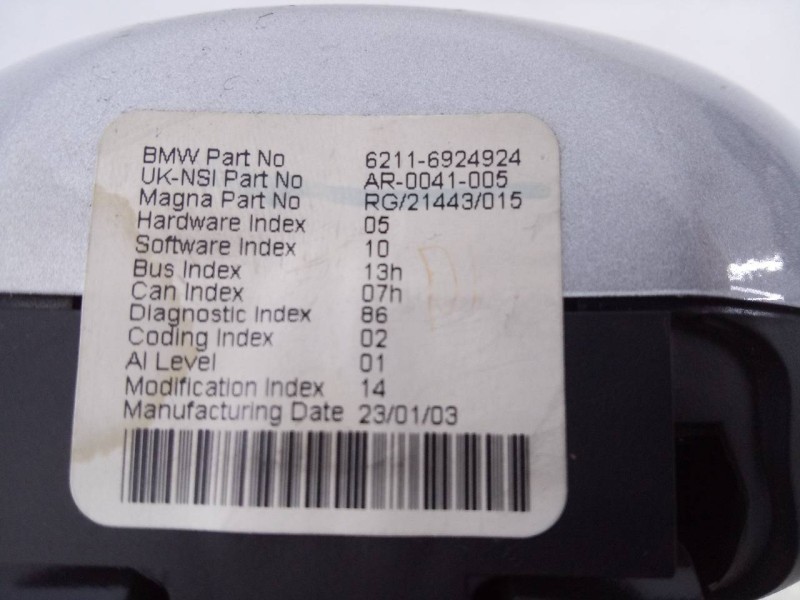 BMW Part No 6211-6924924
UK-NSI Part No AR-0041-005
Magna Part No RG/21443/015
Hardware Index 05
Software Index 10
Bus Index 13h
Can Index 07h
Diagnostic Index 86
Coding Index 02
AI Level 01
Modification Index 14
Manufacturing Date 23/01/03